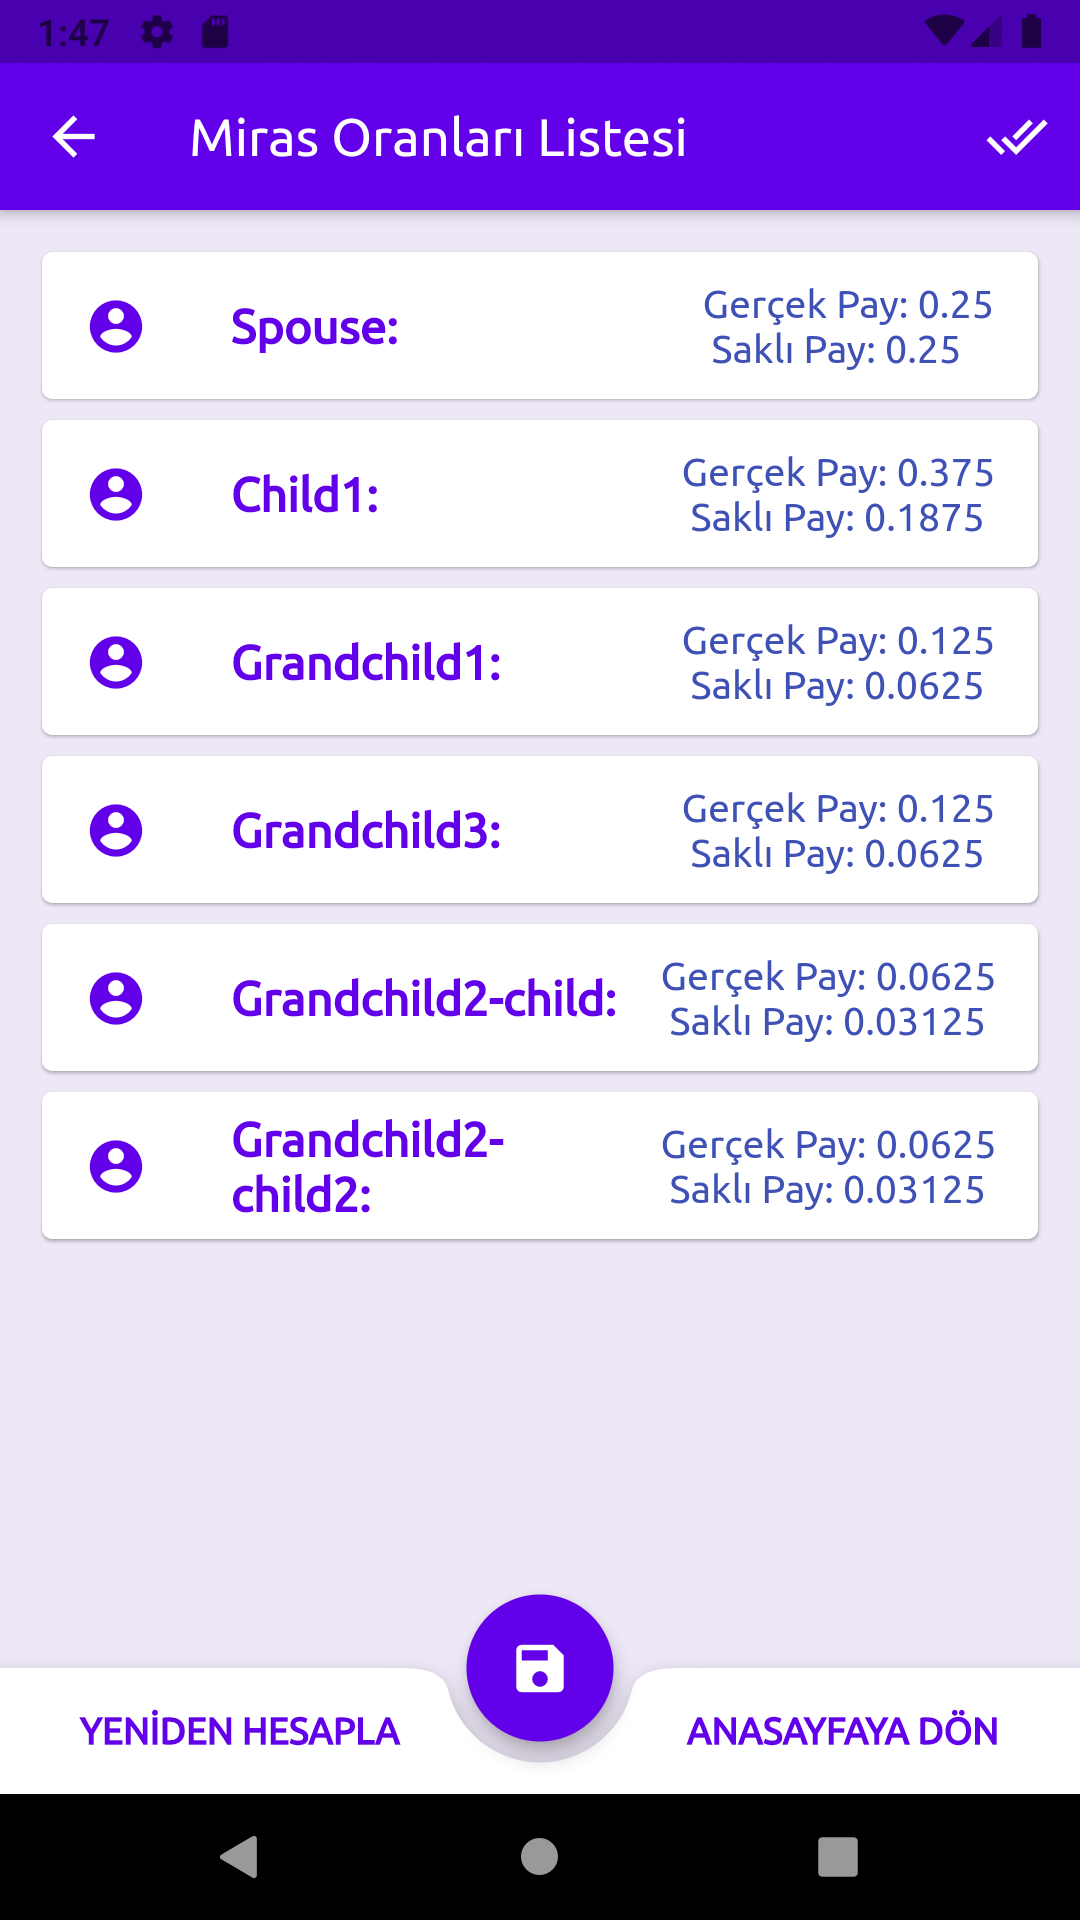 1:47
Miras Oranları Listesi
Spouse:
Gerçek Pay: 0.25
Saklı Pay: 0.25
Child1:
Gerçek Pay: 0.375
Saklı Pay: 0.1875
Grandchild1:
Gerçek Pay: 0.125
Saklı Pay: 0.0625
Grandchild3:
Gerçek Pay: 0.125
Saklı Pay: 0.0625
Grandchild2-child:
Gerçek Pay: 0.0625
Saklı Pay: 0.03125
Grandchild2-
child2:
Gerçek Pay: 0.0625
Saklı Pay: 0.03125
YENİDEN HESAPLA
ANASAYFAYA DÖN